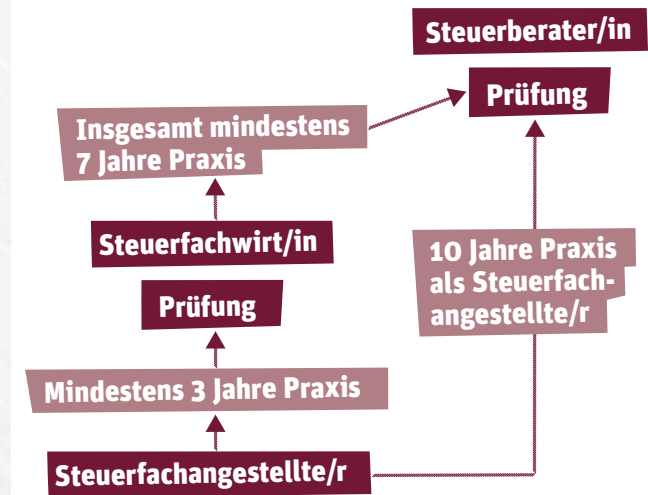 Steuerberater/in
Prüfung
Insgesamt mindestens
7 Jahre Praxis
Steuerfachwirt/in
10 Jahre Praxis
als Steuerfach-
angestellte/r
Prüfung
Mindestens 3 Jahre Praxis
Steuerfachangestellte/r